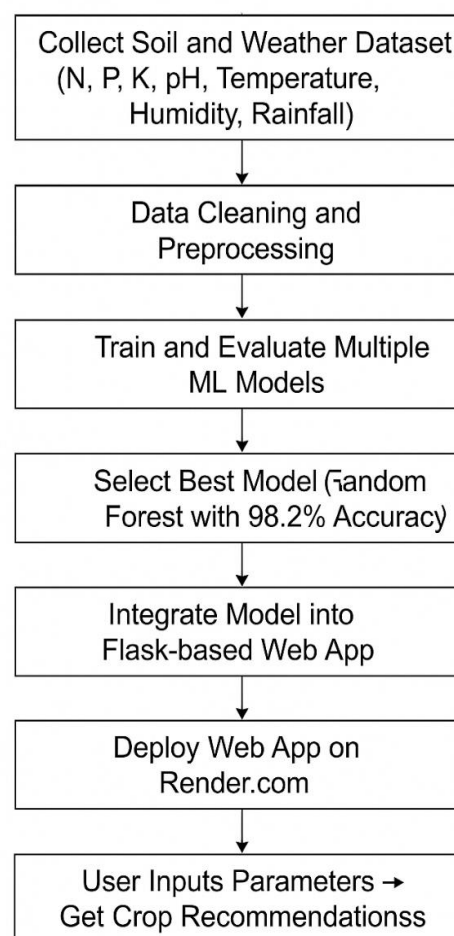 Collect Soil and Weather Dataset
(N, P, K, pH, Temperature,
Humidity, Rainfall)
Data Cleaning and
Preprocessing
Train and Evaluate Multiple
ML Models
Select Best Model (
Forest with 98.2% Accuracy)
Integrate Model into
Flask-based Web App
Deploy Web App on
Render.com
User Inputs Parameters →
Get Crop Recommendationss